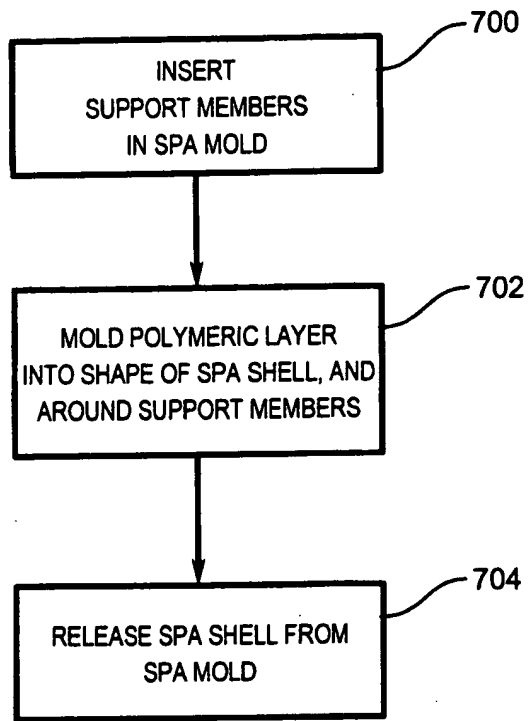 700
INSERT
SUPPORT MEMBERS
IN SPA MOLD
702
MOLD POLYMERIC LAYER
INTO SHAPE OF SPA SHELL, AND
AROUND SUPPORT MEMBERS
704
RELEASE SPA SHELL FROM
SPA MOLD